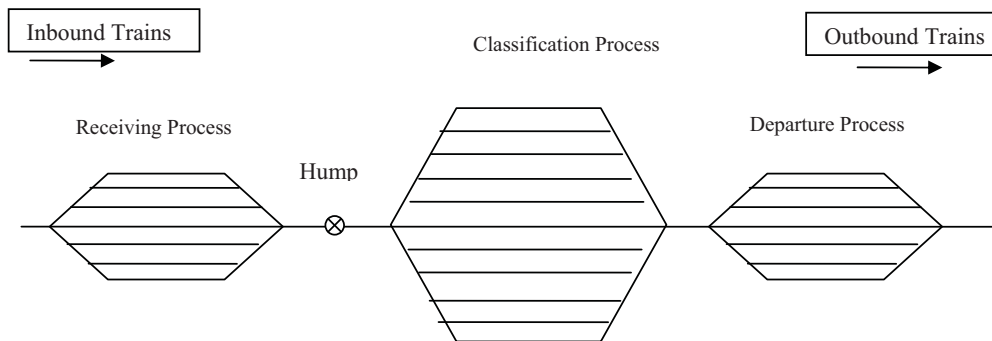 Inbound Trains
Classification Process
Outbound Trains
Receiving Process
Departure Process
Hump